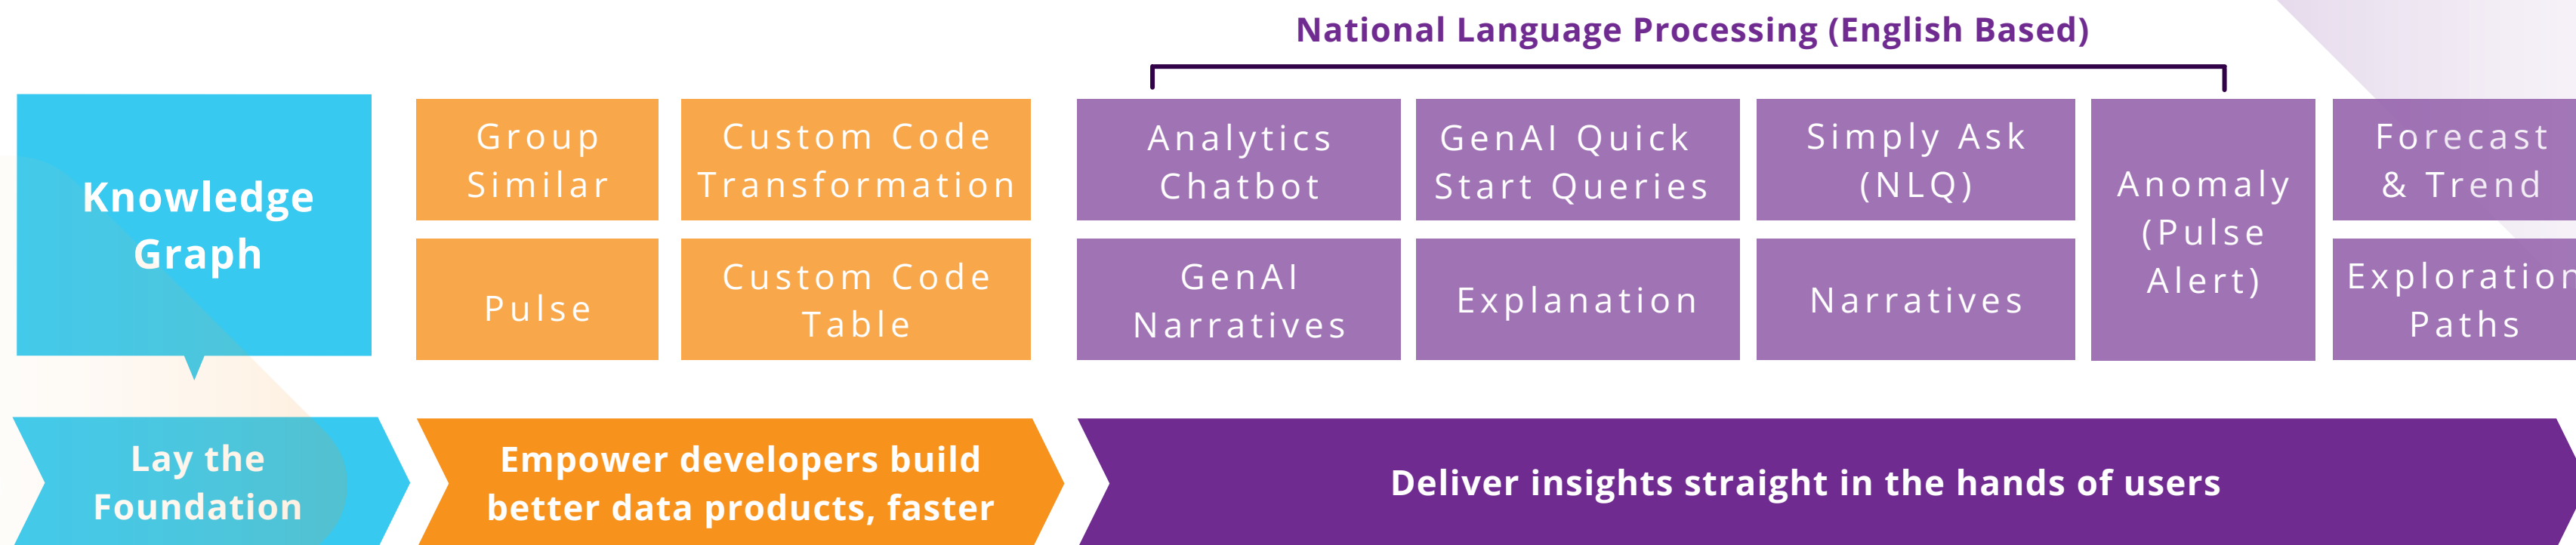 National Language Processing (English Based)
Knowledge
Graph
Group
Similar
Custom Code
Transformation
Pulse
Custom Code
Table
Analytics
Chatbot
GenAI Quick
Start Queries
Simply Ask
(NLQ)
Anomaly
(Pulse
Alert)
Forecast
& Trend
GenAI
Narratives
Explanation
Narratives
Exploration
Paths
Lay the
Foundation
Empower developers build
better data products, faster
Deliver insights straight in the hands of users